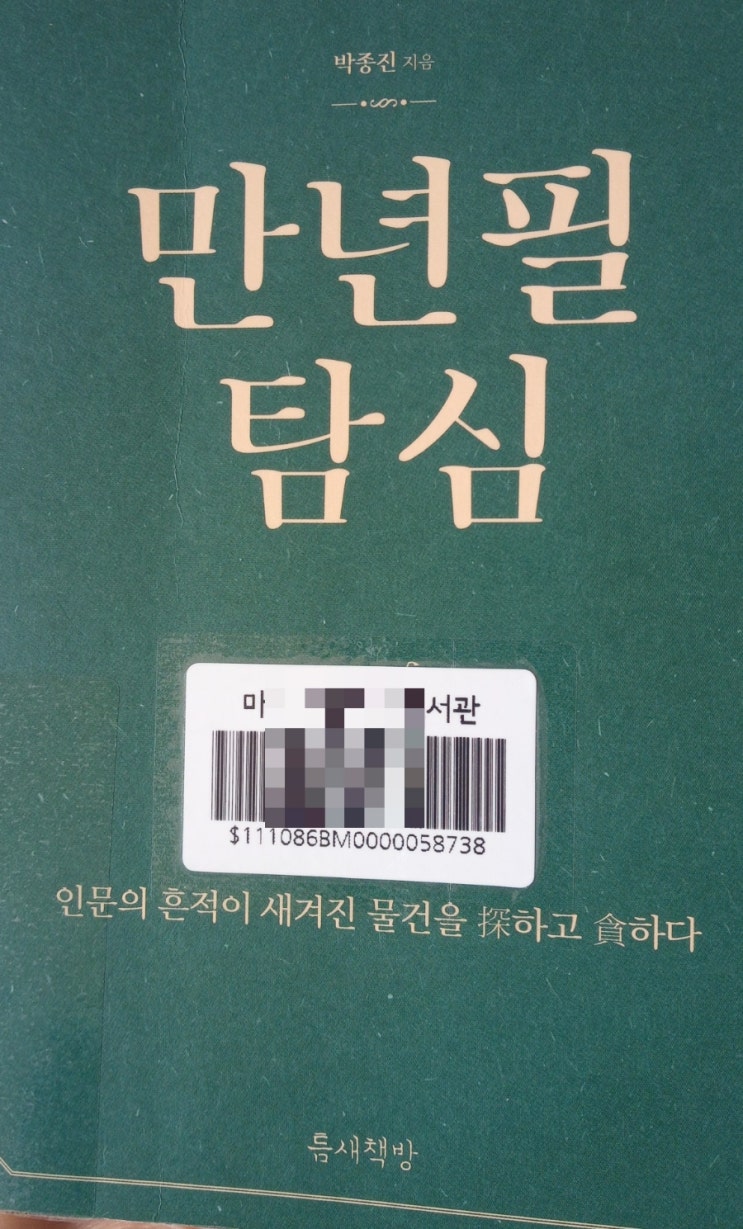 박종진 지음
만년필
탐심
서관
$111086BM0000058738
인문의 흔적이 새겨진 물건을 探하고 貪하다
틈새책방